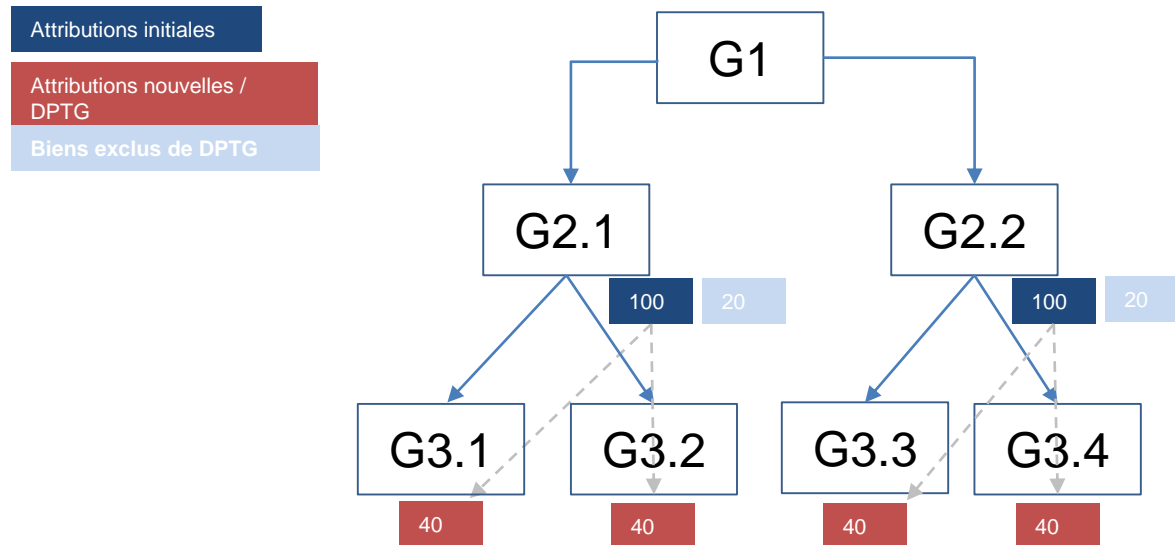 Attributions initiales
G1
Attributions nouvelles /
DPTG
Biens exclus de DPTG
G2.1
G2.2
100
20
100
20
G3.1
G3.2
G3.3
G3.4
40
40
40
40